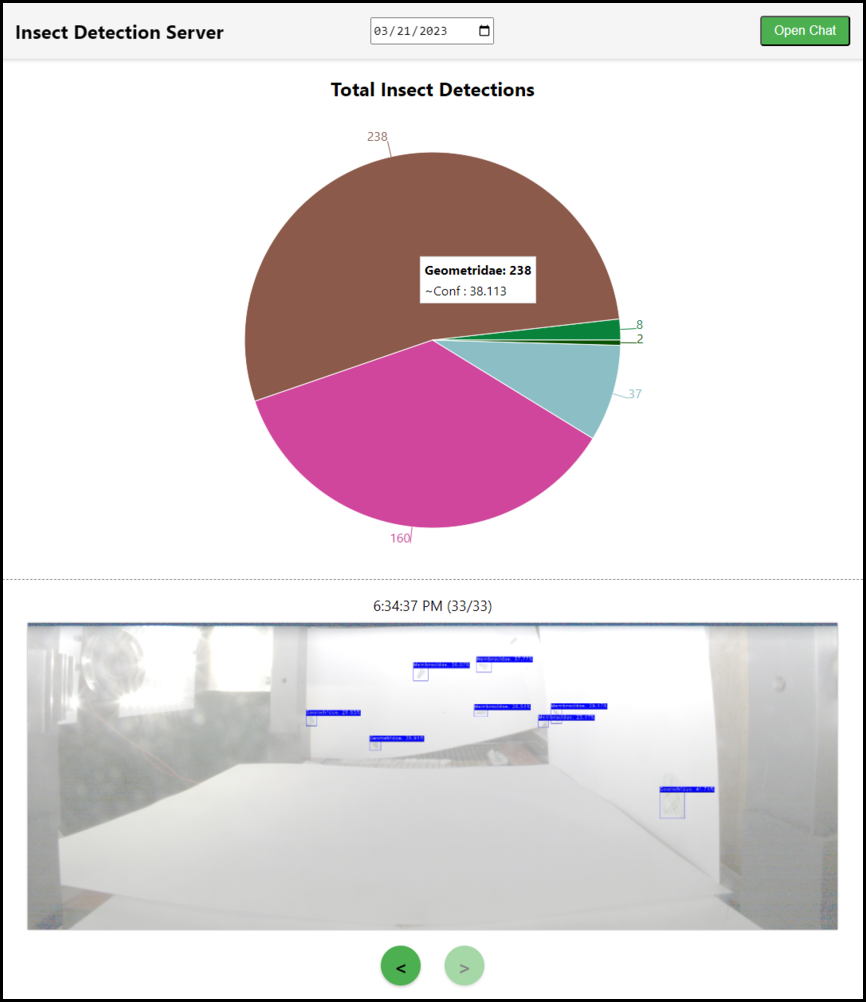 Insect Detection Server
03/21/2023
Open Chat
Total Insect Detections
238
Geometridae: 238
~Conf : 38.113
8
2
37
160
6:34:37 PM (33/33)
<
>